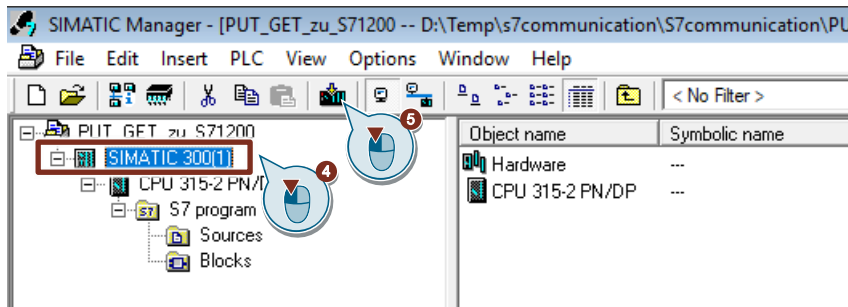 SIMATIC Manager - [PUT_GET_zu_S71200 -- D:\Temp\s7communication\S7communication\PU
File Edit Insert PLC View Options Window Help
< No Filter >
5
PUT_GET_zu_S71200
Object name Symbolic name
SIMATIC 300(1)
Hardware ---
4
CPU 315-2 PN/D
CPU 315-2 PN/DP ---
S7 S7 program
Sources
Blocks